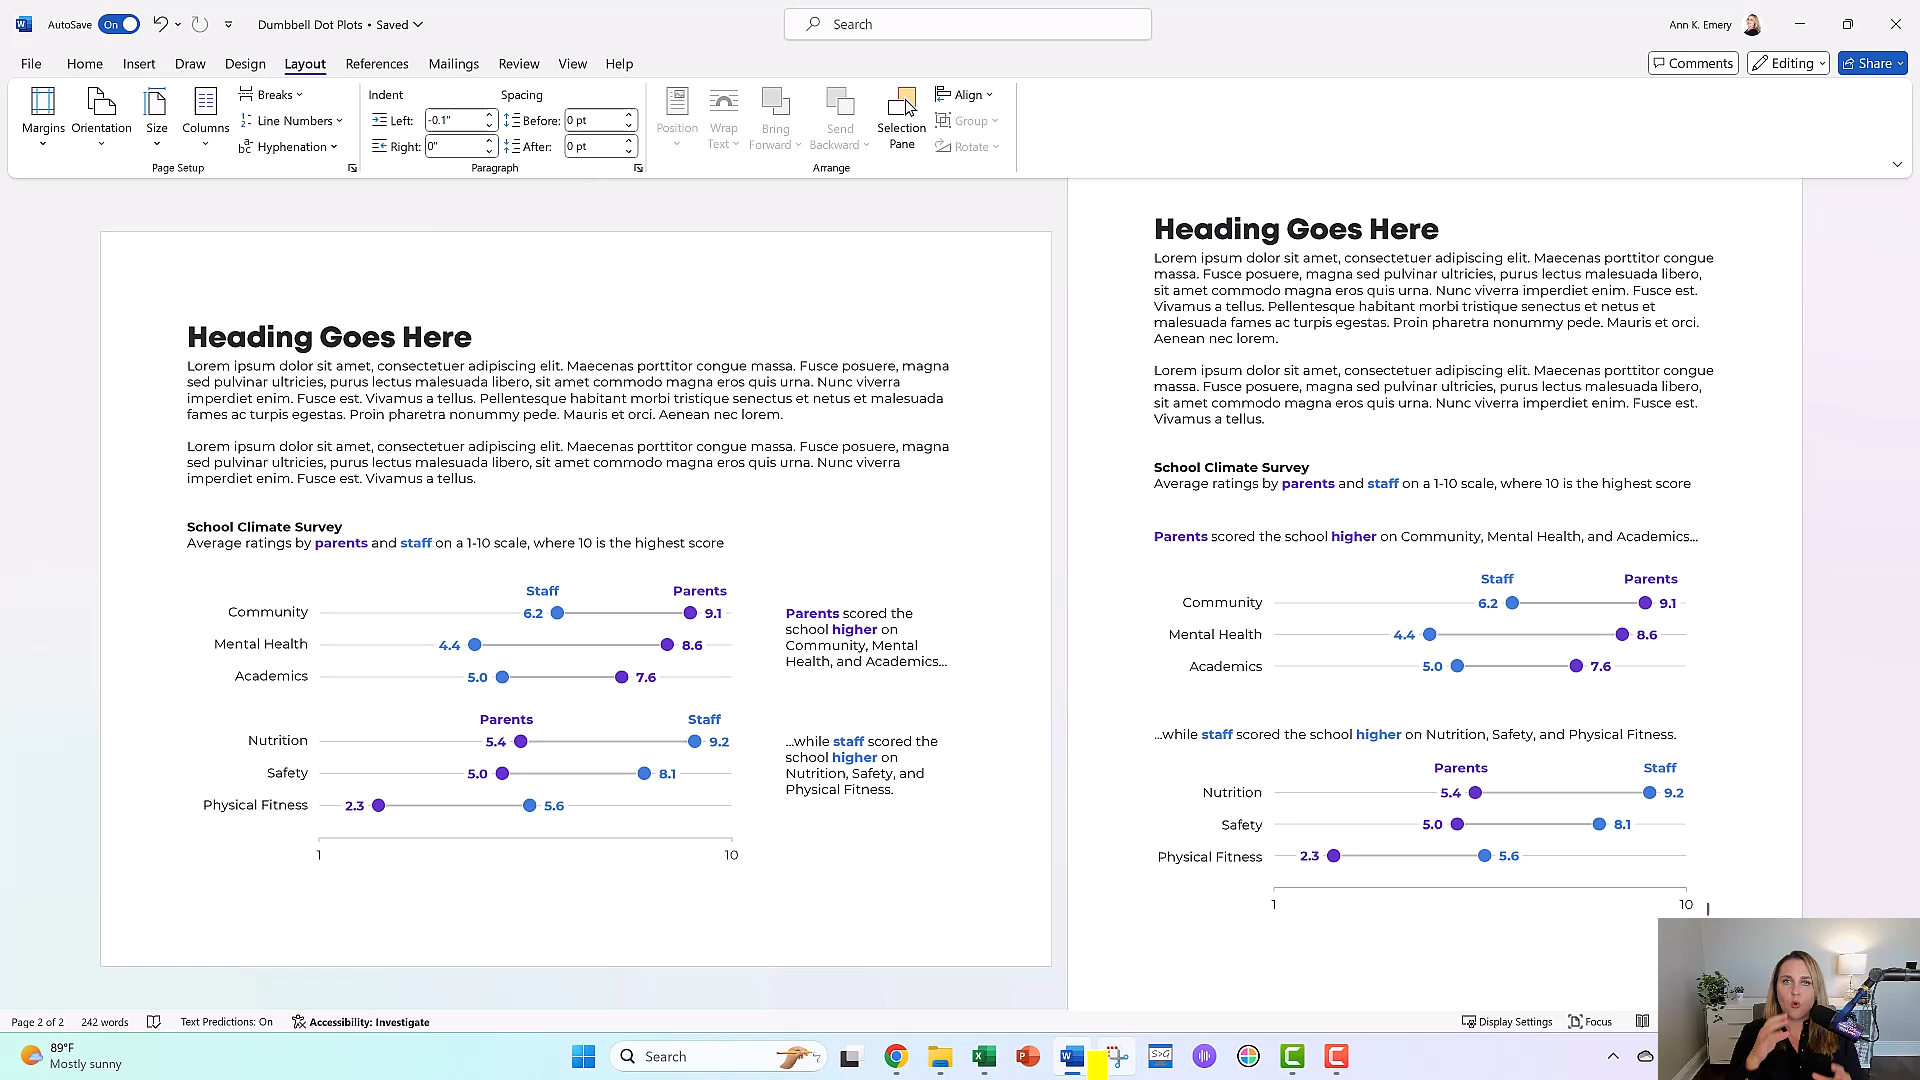 AutoSave On Dumbbell Dot Plots • Saved Search Ann K. Emery
File Home Insert Draw Design Layout References Mailings Review View Help Comments Editing Share
Margins Orientation Size Columns
Breaks
Line Numbers
Hyphenation
Page Setup
Indent Spacing
Left: -0.1" Before: 0 pt
Right: 0" After: 0 pt
Paragraph
Position Wrap Text Bring Forward Send Backward Selection Pane
Align
Group
Rotate
Arrange
Heading Goes Here
Lorem ipsum dolor sit amet, consectetuer adipiscing elit. Maecenas porttitor congue massa. Fusce posuere, magna
sed pulvinar ultricies, purus lectus malesuada libero, sit amet commodo magna eros quis urna. Nunc viverra
imperdiet enim. Fusce est. Vivamus a tellus. Pellentesque habitant morbi tristique senectus et netus et malesuada
fames ac turpis egestas. Proin pharetra nonummy pede. Mauris et orci. Aenean nec lorem.
Lorem ipsum dolor sit amet, consectetuer adipiscing elit. Maecenas porttitor congue massa. Fusce posuere, magna
sed pulvinar ultricies, purus lectus malesuada libero, sit amet commodo magna eros quis urna. Nunc viverra
imperdiet enim. Fusce est. Vivamus a tellus.
School Climate Survey
Average ratings by parents and staff on a 1-10 scale, where 10 is the highest score
Staff Parents
Community 6.2 9.1
Mental Health 4.4 8.6
Academics 5.0 7.6
Parents scored the
school higher on
Community, Mental
Health, and Academics...
Parents Staff
Nutrition 5.4 9.2
Safety 5.0 8.1
Physical Fitness 2.3 5.6
...while staff scored the
school higher on
Nutrition, Safety, and
Physical Fitness.
1 10
Heading Goes Here
Lorem ipsum dolor sit amet, consectetuer adipiscing elit. Maecenas porttitor congue
massa. Fusce posuere, magna sed pulvinar ultricies, purus lectus malesuada libero,
sit amet commodo magna eros quis urna. Nunc viverra imperdiet enim. Fusce est.
Vivamus a tellus. Pellentesque habitant morbi tristique senectus et netus et
malesuada fames ac turpis egestas. Proin pharetra nonummy pede. Mauris et orci.
Aenean nec lorem.
Lorem ipsum dolor sit amet, consectetuer adipiscing elit. Maecenas porttitor congue
massa. Fusce posuere, magna sed pulvinar ultricies, purus lectus malesuada libero,
sit amet commodo magna eros quis urna. Nunc viverra imperdiet enim. Fusce est.
Vivamus a tellus.
School Climate Survey
Average ratings by parents and staff on a 1-10 scale, where 10 is the highest score
Parents scored the school higher on Community, Mental Health, and Academics...
Staff Parents
Community 6.2 9.1
Mental Health 4.4 8.6
Academics 5.0 7.6
...while staff scored the school higher on Nutrition, Safety, and Physical Fitness.
Parents Staff
Nutrition 5.4 9.2
Safety 5.0 8.1
Physical Fitness 2.3 5.6
1 10
Page 2 of 2 242 words Text Predictions: On Accessibility: Investigate Display Settings Focus
89°F
Mostly sunny
Search